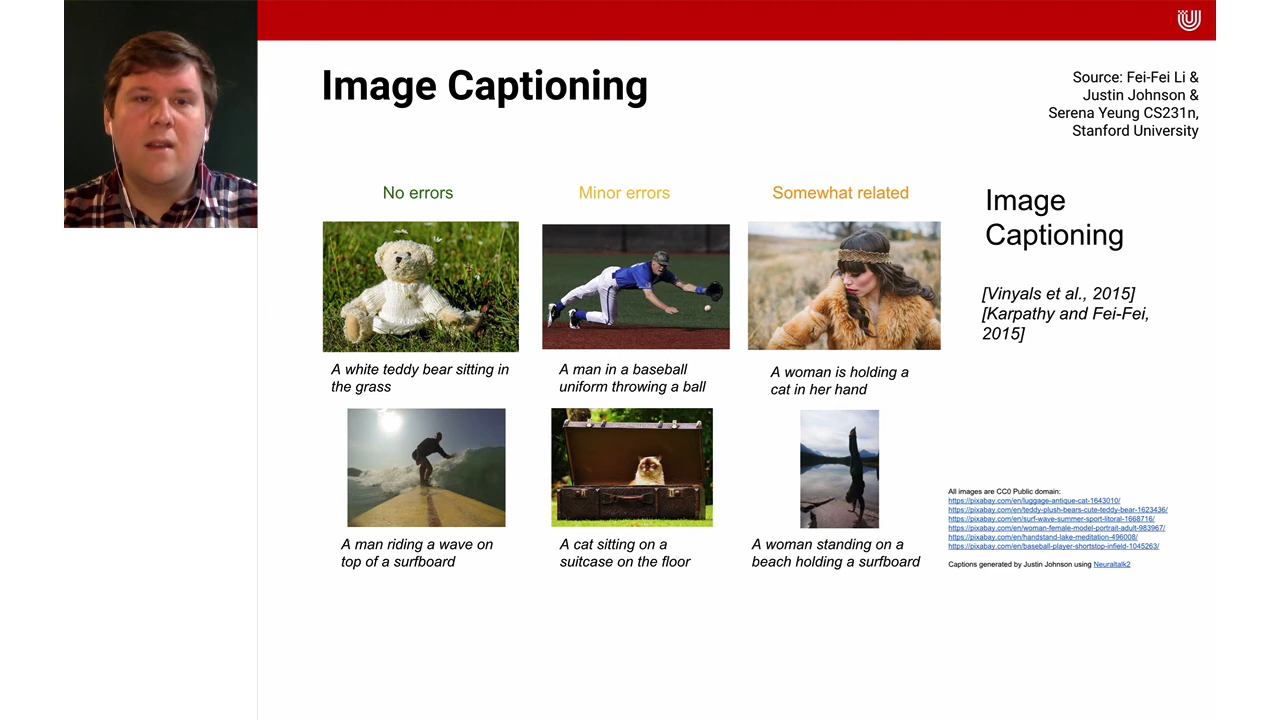 Image Captioning
Source: Fei-Fei Li &
Justin Johnson &
Serena Yeung CS231n,
Stanford University
No errors
Minor errors
Somewhat related
A white teddy bear sitting in
the grass
A man in a baseball
uniform throwing a ball
A woman is holding a
cat in her hand
A man riding a wave on
top of a surfboard
A cat sitting on a
suitcase on the floor
A woman standing on a
beach holding a surfboard
Image
Captioning
[Vinyals et al., 2015]
[Karpathy and Fei-Fei,
2015]
All images are CC0 Public domain:
https://pixabay.com/en/luggage-antique-cat-1643010/
https://pixabay.com/en/teddy-plush-bears-cute-teddy-bear-1623436/
https://pixabay.com/en/surf-wave-summer-sport-litoral-1668716/
https://pixabay.com/en/woman-female-model-portrait-adult-983967/
https://pixabay.com/en/handstand-lake-meditation-496008/
https://pixabay.com/en/baseball-player-shortstop-infield-1045263/
Captions generated by Justin Johnson using Neuraltalk2